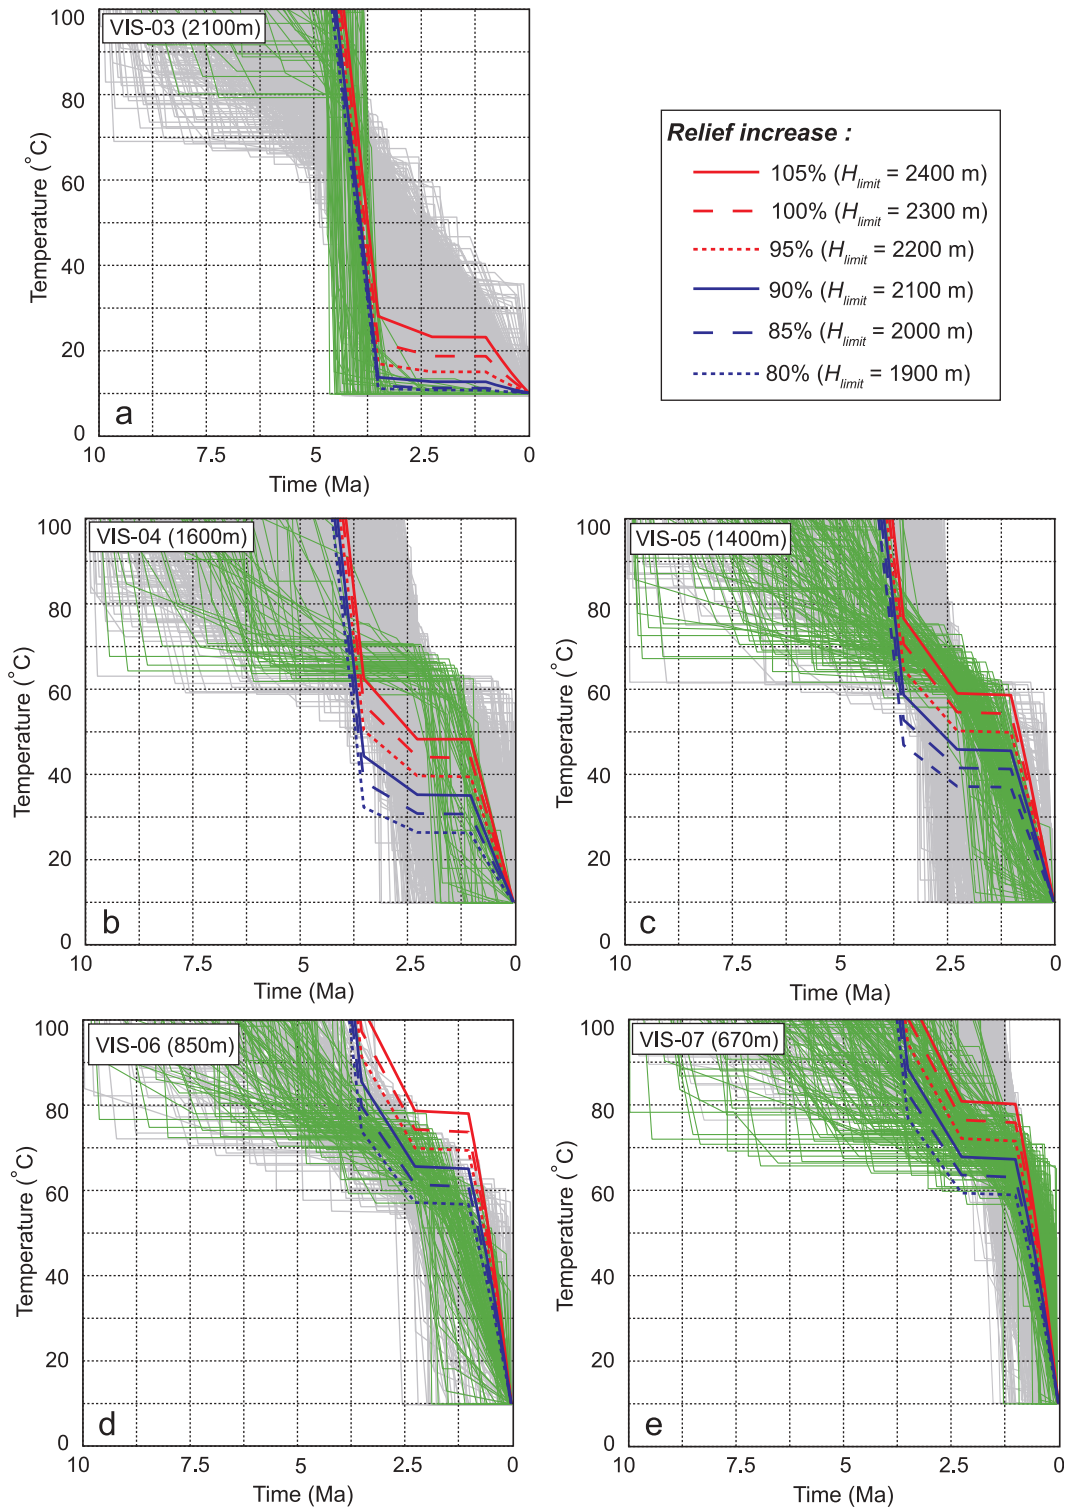 VIS-03 (2100m)
100
80
60
40
20
0
Temperature (°C)
a
10
7.5
5
2.5
0
Time (Ma)
Relief increase :
105% (Hlimit = 2400 m)
100% (Hlimit = 2300 m)
95% (Hlimit = 2200 m)
90% (Hlimit = 2100 m)
85% (Hlimit = 2000 m)
80% (Hlimit = 1900 m)
VIS-04 (1600m)
100
80
60
40
20
0
Temperature (°C)
b
10
7.5
5
2.5
0
Time (Ma)
VIS-05 (1400m)
100
80
60
40
20
0
Temperature (°C)
c
10
7.5
5
2.5
0
Time (Ma)
VIS-06 (850m)
100
80
60
40
20
0
Temperature (°C)
d
10
7.5
5
2.5
0
Time (Ma)
VIS-07 (670m)
100
80
60
40
20
0
Temperature (°C)
e
10
7.5
5
2.5
0
Time (Ma)